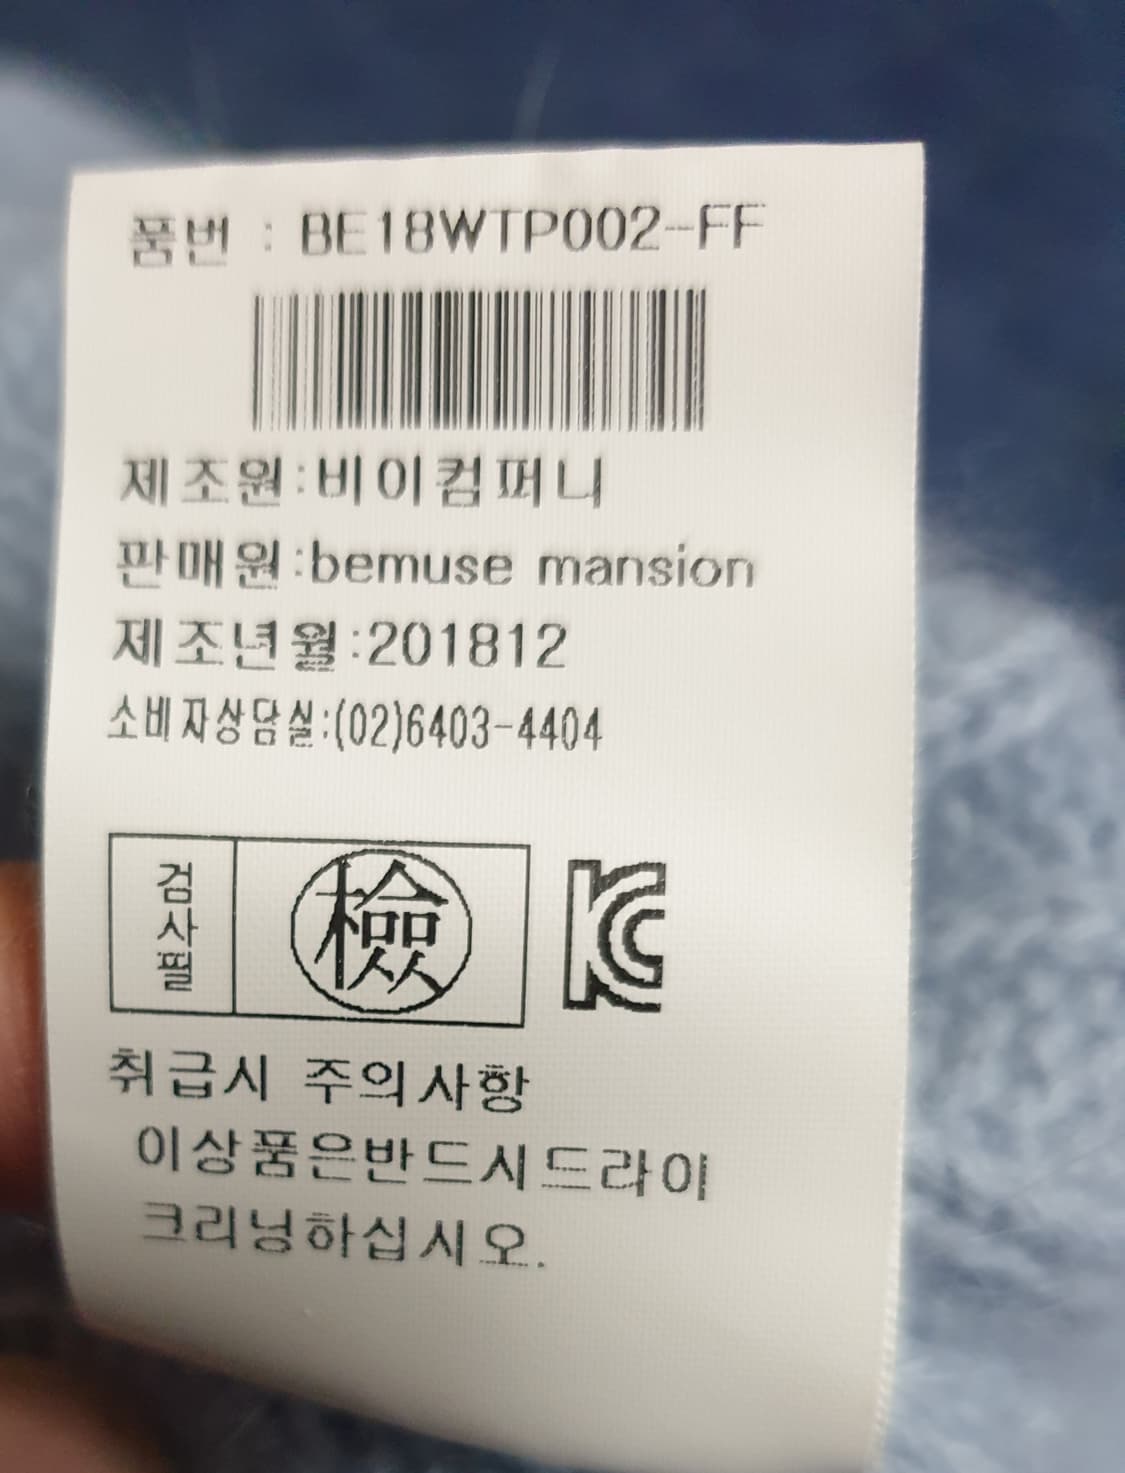 품번 : BE18WTP002-FF
제조원:비이컴퍼니
판매원:bemuse mansion
제조년월:201812
소비자상담실:(02)6403-4404
검사필
檢
KC
취급시 주의사항
이상품은반드시드라이
크리닝하십시오.